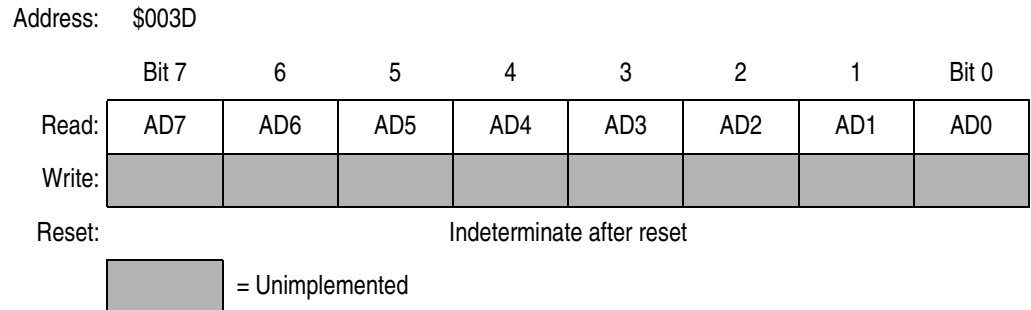 Address: $003D
Bit 7 6 5 4 3 2 1 Bit 0
Read: AD7 AD6 AD5 AD4 AD3 AD2 AD1 AD0
Write:
Reset: Indeterminate after reset
= Unimplemented